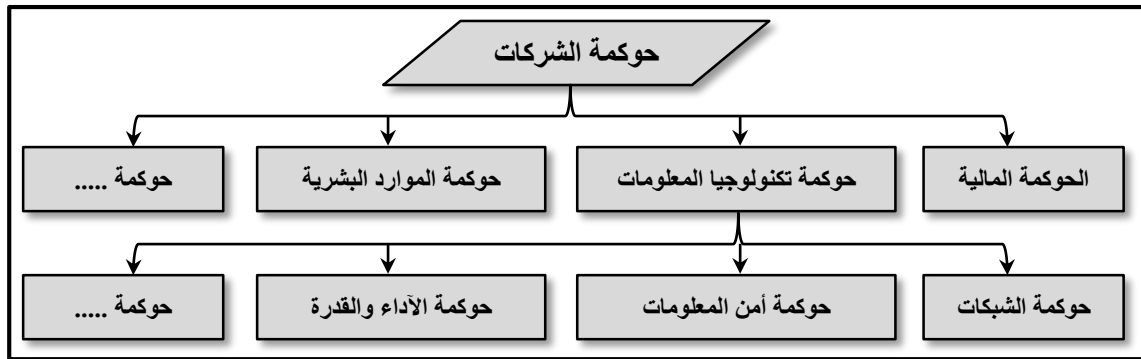 حوكمة الشركات
الحوكمة المالية
حوكمة تكنولوجيا المعلومات
حوكمة الموارد البشرية
حوكمة .....
حوكمة الشبكات
حوكمة أمن المعلومات
حوكمة الآداء والقدرة
حوكمة .....